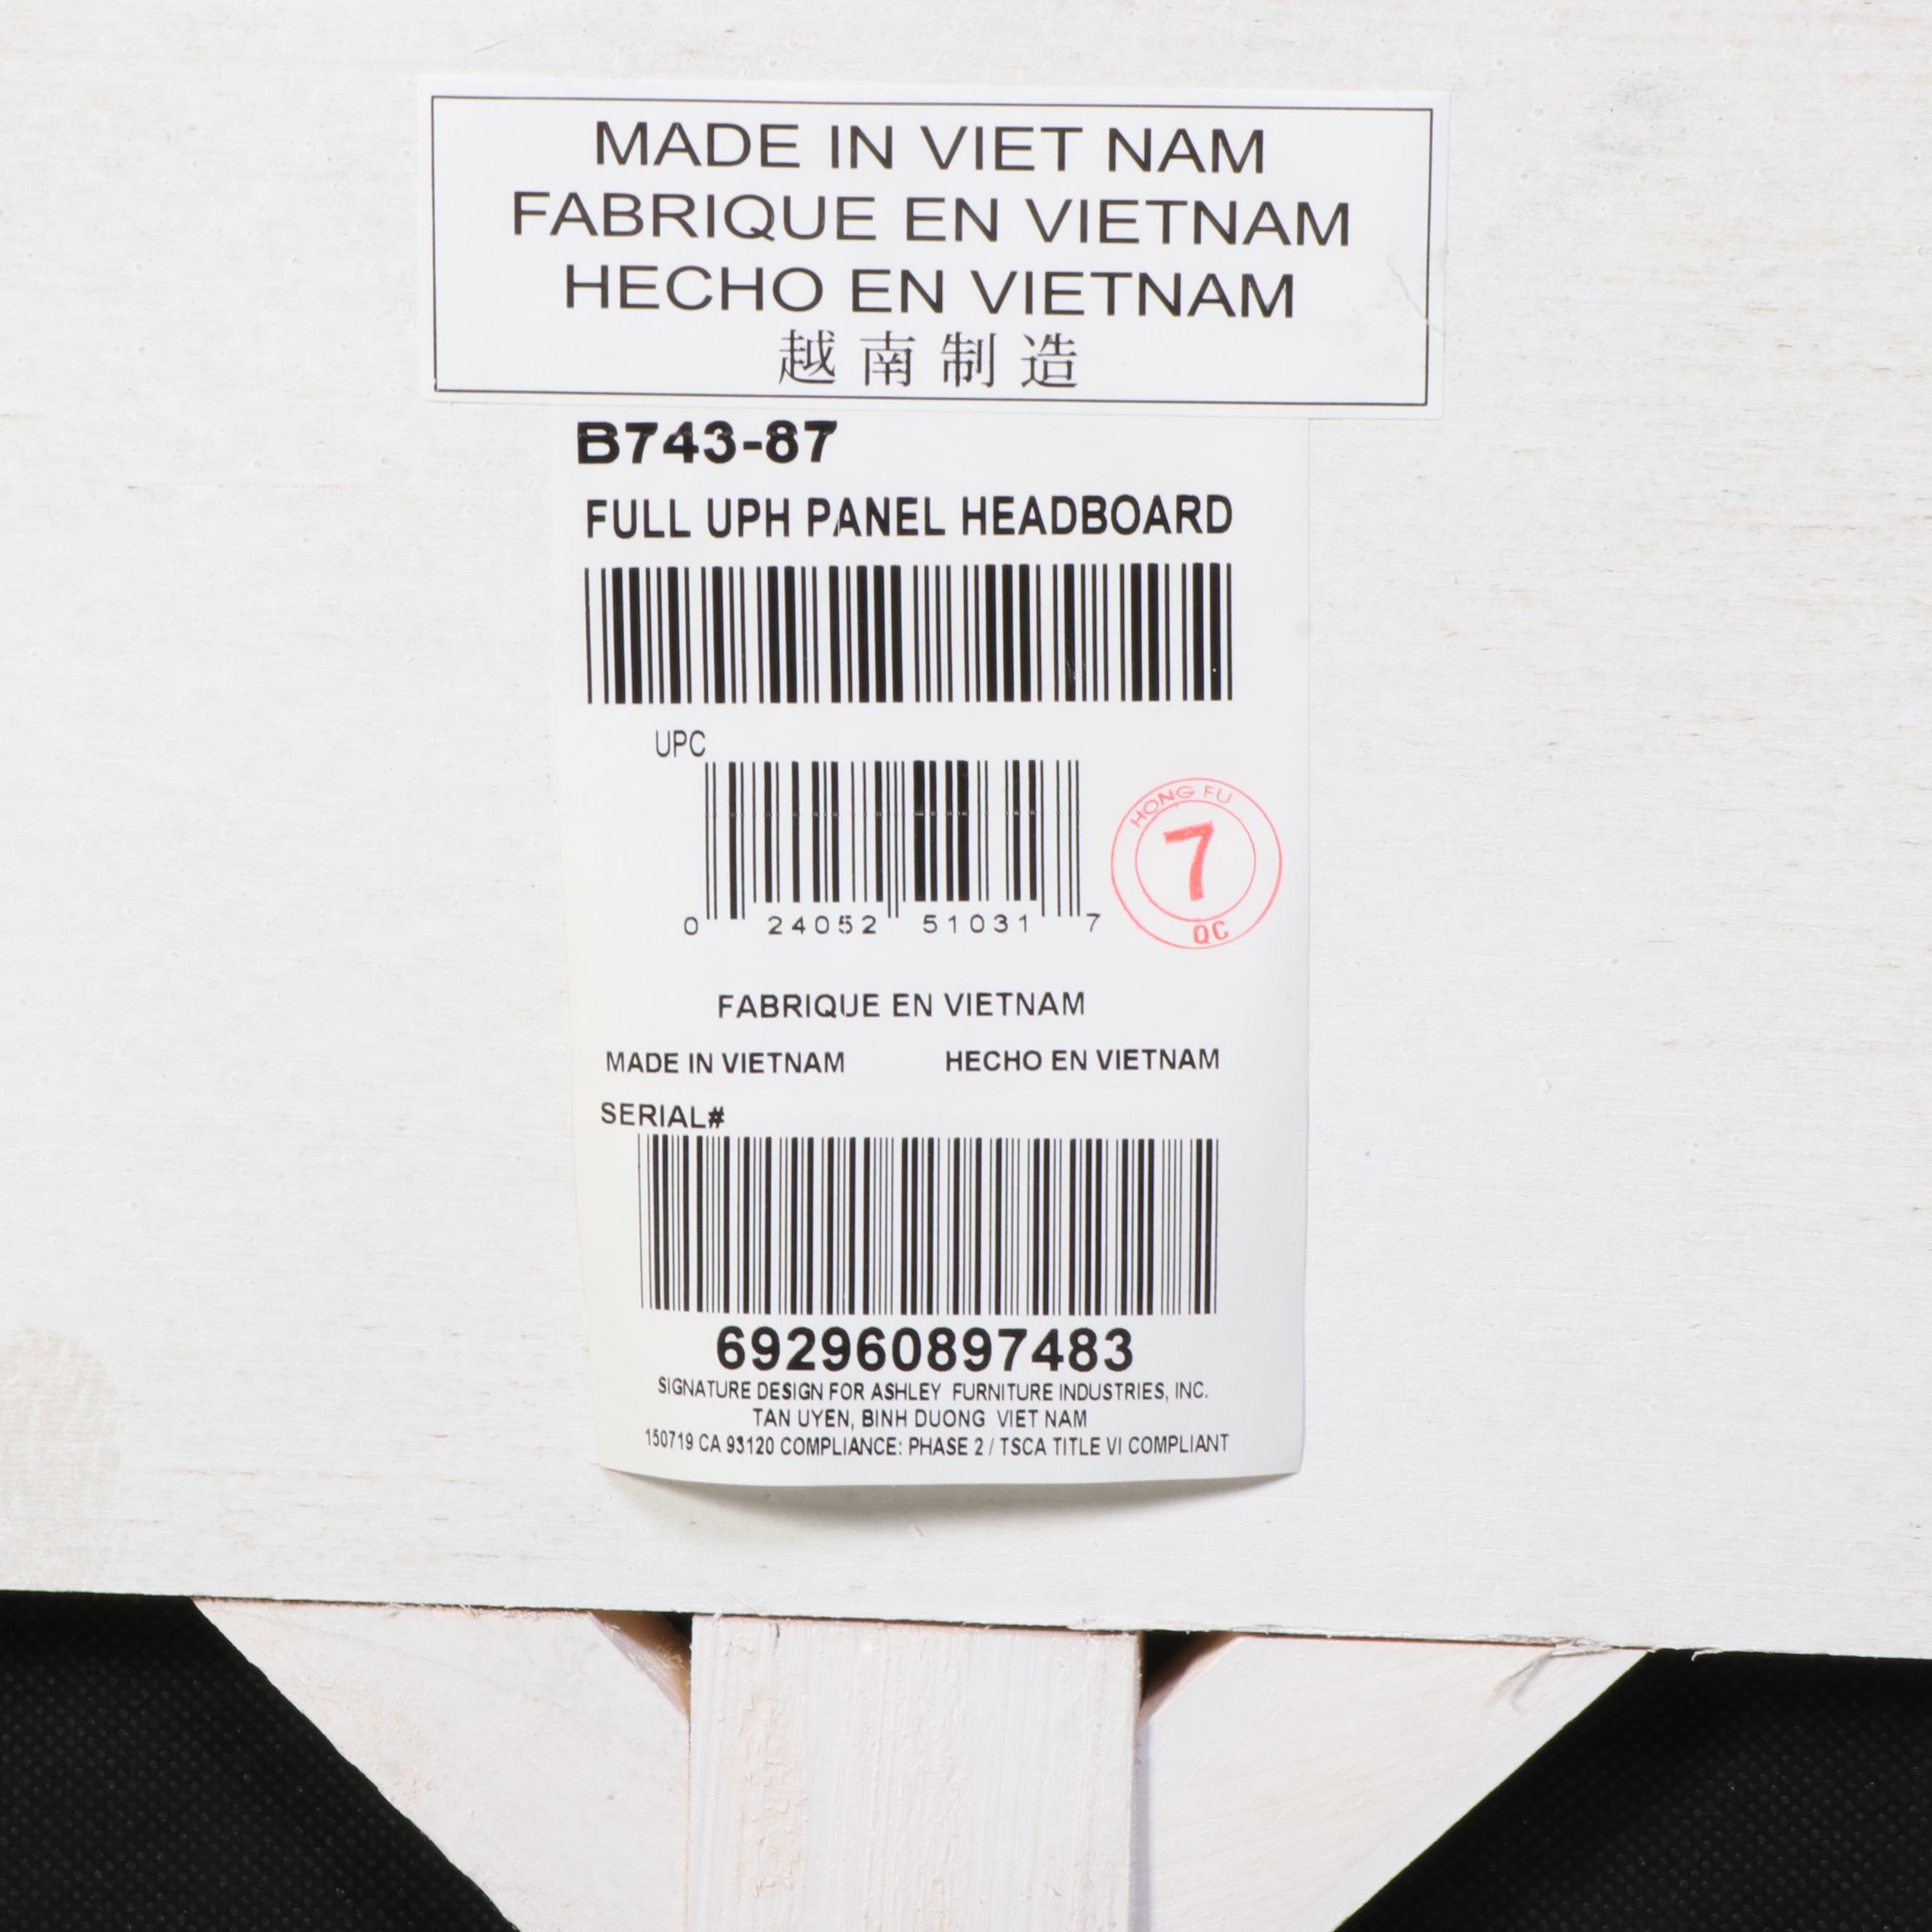 MADE IN VIET NAM
FABRIQUE EN VIETNAM
HECHO EN VIETNAM
越南制造
B743-87
FULL UPH PANEL HEADBOARD
UPC
0 24052 51031 7
HONG FU
7
QC
FABRIQUE EN VIETNAM
MADE IN VIETNAM HECHO EN VIETNAM
SERIAL#
692960897483
SIGNATURE DESIGN FOR ASHLEY FURNITURE INDUSTRIES, INC.
TAN UYEN, BINH DUONG VIET NAM
150719 CA 93120 COMPLIANCE: PHASE 2 / TSCA TITLE VI COMPLIANT